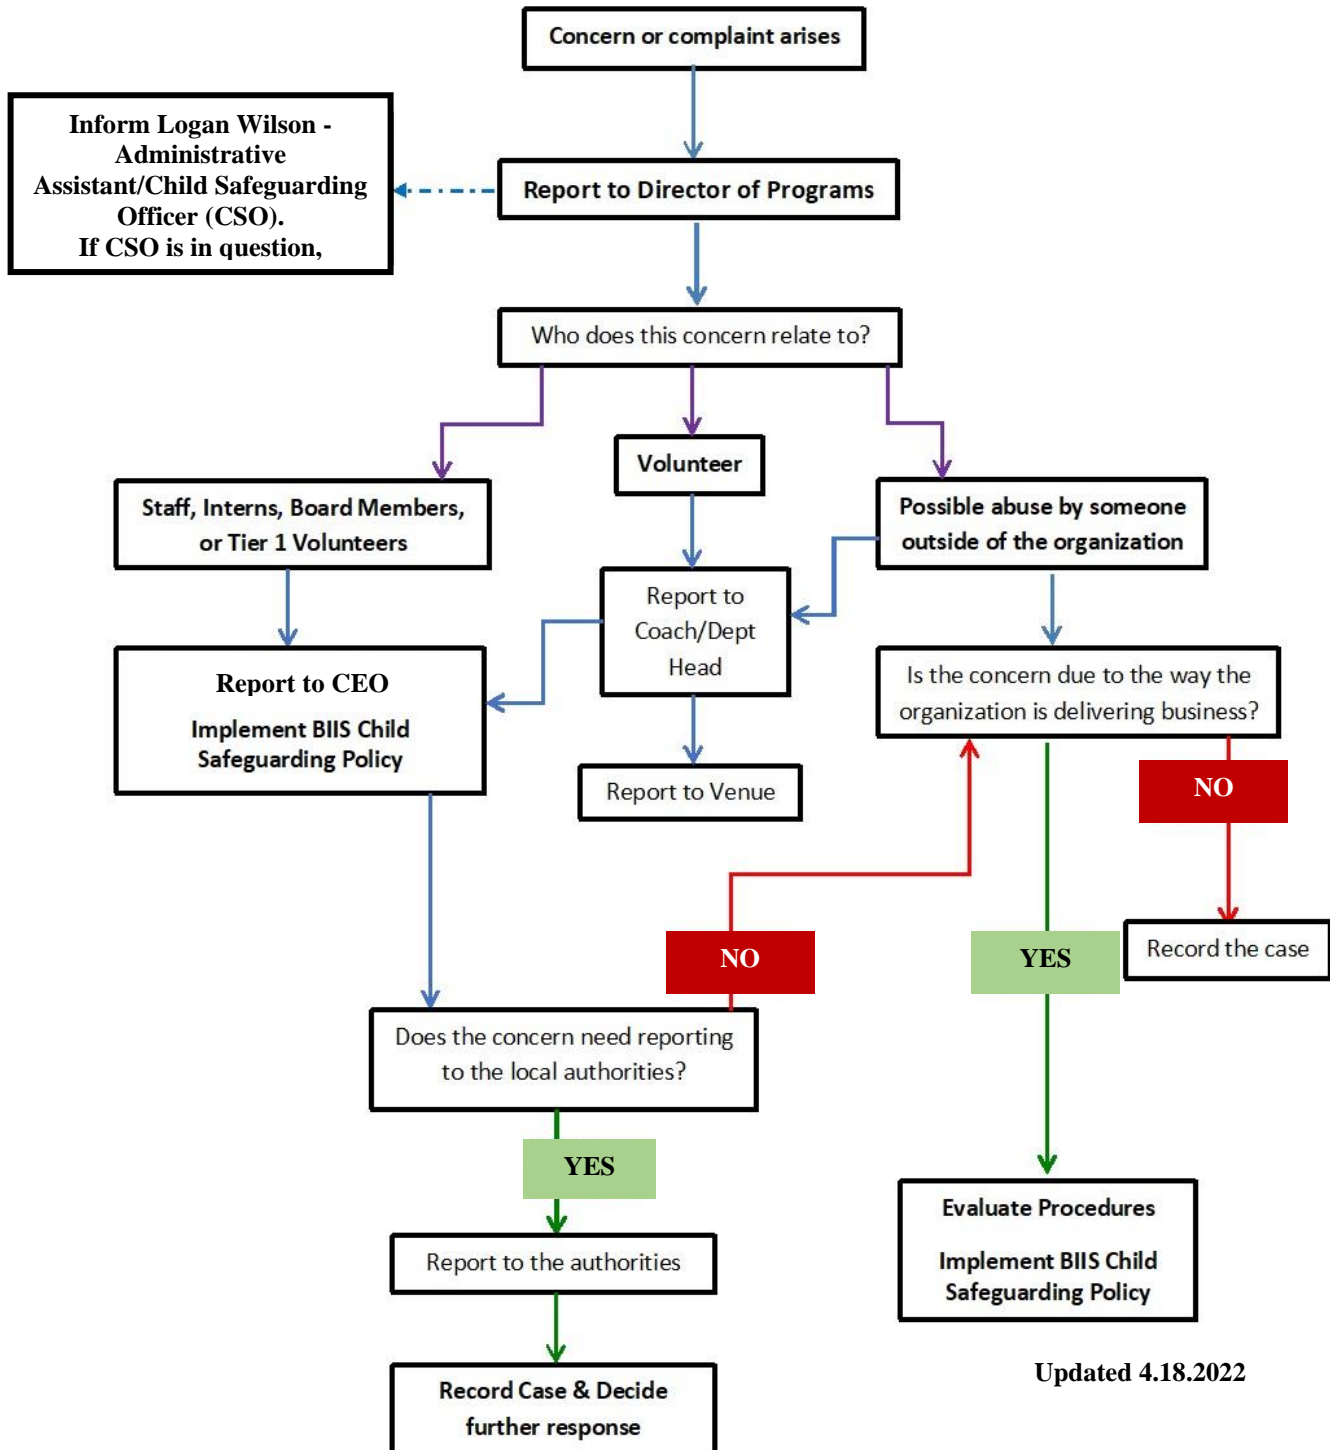 Concern or complaint arises
Inform Logan Wilson -
Administrative
Assistant/Child Safeguarding
Officer (CSO).
If CSO is in question,
Report to Director of Programs
Who does this concern relate to?
Staff, Interns, Board Members,
or Tier 1 Volunteers
Volunteer
Possible abuse by someone
outside of the organization
Report to CEO
Implement BIIS Child
Safeguarding Policy
Report to
Coach/Dept
Head
Report to Venue
Is the concern due to the way the
organization is delivering business?
NO
Record the case
NO
YES
Does the concern need reporting
to the local authorities?
YES
Report to the authorities
Record Case & Decide
further response
Evaluate Procedures
Implement BIIS Child
Safeguarding Policy
Updated 4.18.2022